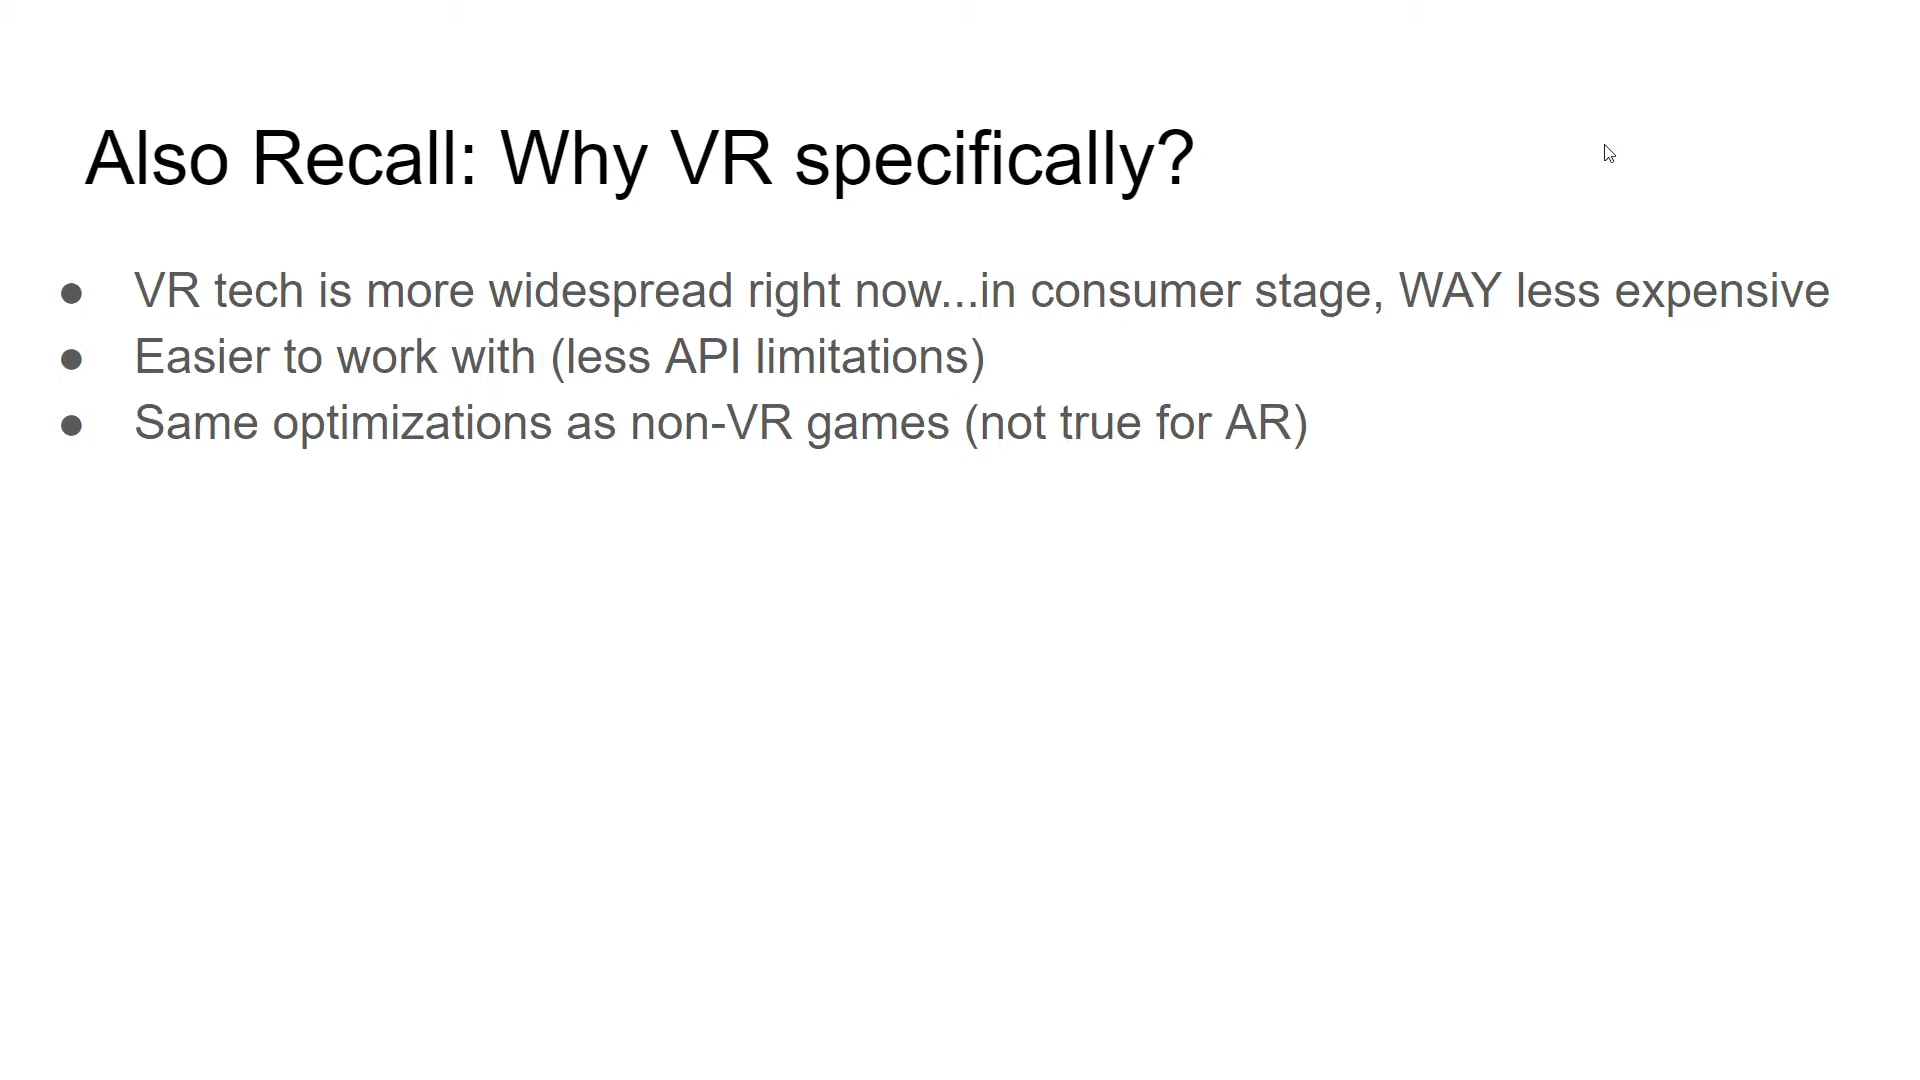 Also Recall: Why VR specifically?
● VR tech is more widespread right now...in consumer stage, WAY less expensive
● Easier to work with (less API limitations)
● Same optimizations as non-VR games (not true for AR)